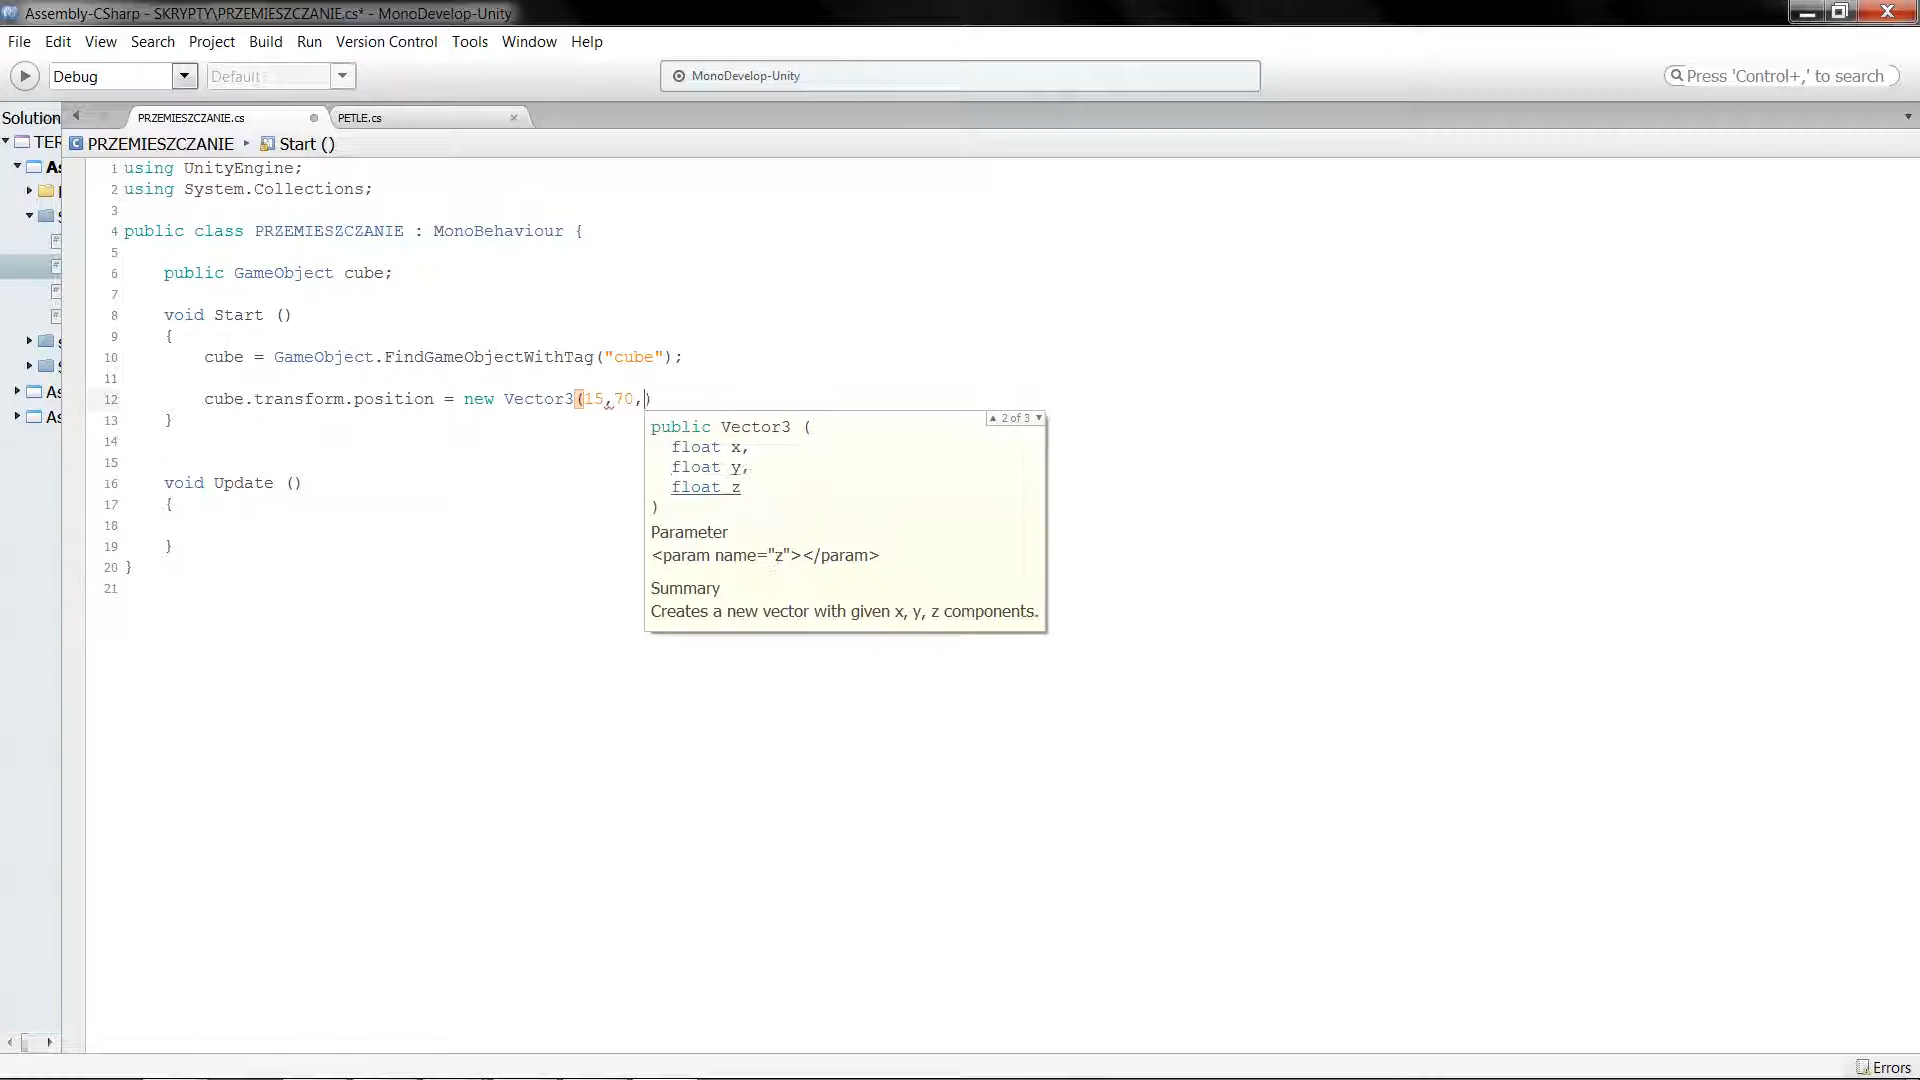 Assembly-CSharp - SKRYPTY\PRZEMIESZCZANIE.cs* - MonoDevelop-Unity
File Edit View Search Project Build Run Version Control Tools Window Help
Debug Default MonoDevelop-Unity Press 'Control+,' to search
Solution PRZEMIESZCZANIE.cs PETLE.cs
TER PRZEMIESZCZANIE Start ()
As
As
As
1 using UnityEngine;
2 using System.Collections;
3
4 public class PRZEMIESZCZANIE : MonoBehaviour {
5
6 public GameObject cube;
7
8 void Start ()
9 {
10 cube = GameObject.FindGameObjectWithTag("cube");
11
12 cube.transform.position = new Vector3(15,70,)
13 }
14
15
16 void Update ()
17 {
18
19 }
20 }
21
2 of 3
public Vector3 (
float x,
float y,
float z
)
Parameter
<param name="z"></param>
Summary
Creates a new vector with given x, y, z components.
Errors